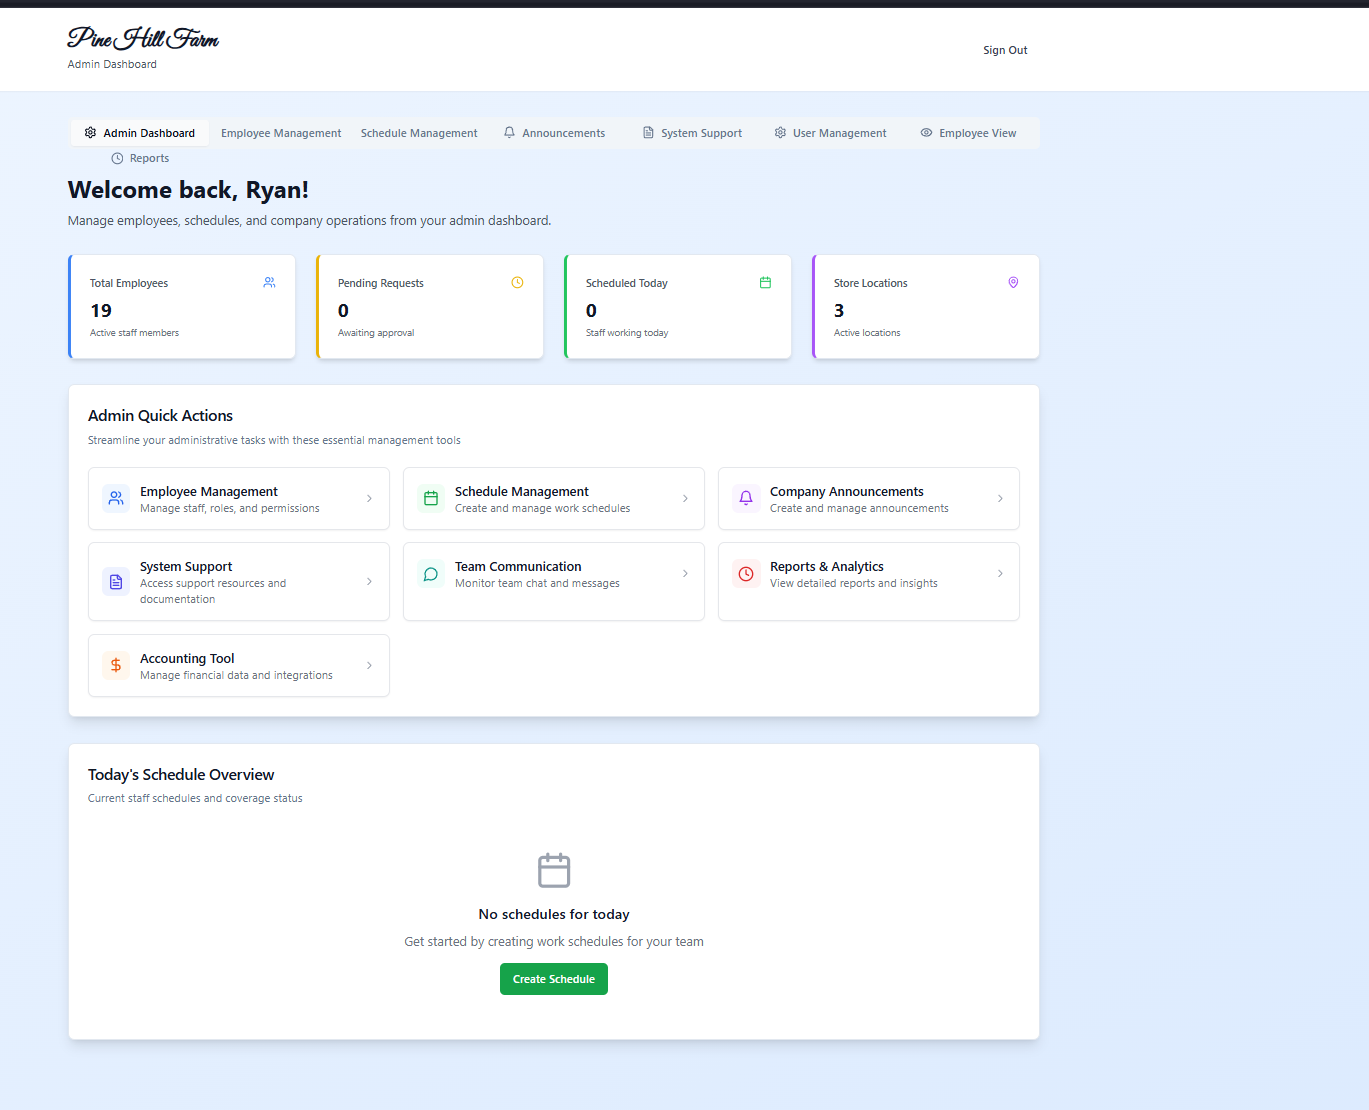 Pine Hill Farm
Admin Dashboard
Sign Out
Admin Dashboard
Employee Management
Schedule Management
Announcements
System Support
User Management
Employee View
Reports
Welcome back, Ryan!
Manage employees, schedules, and company operations from your admin dashboard.
Total Employees
19
Active staff members
Pending Requests
0
Awaiting approval
Scheduled Today
0
Staff working today
Store Locations
3
Active locations
Admin Quick Actions
Streamline your administrative tasks with these essential management tools
Employee Management
Manage staff, roles, and permissions
Schedule Management
Create and manage work schedules
Company Announcements
Create and manage announcements
System Support
Access support resources and
documentation
Team Communication
Monitor team chat and messages
Reports & Analytics
View detailed reports and insights
Accounting Tool
Manage financial data and integrations
Today's Schedule Overview
Current staff schedules and coverage status
No schedules for today
Get started by creating work schedules for your team
Create Schedule